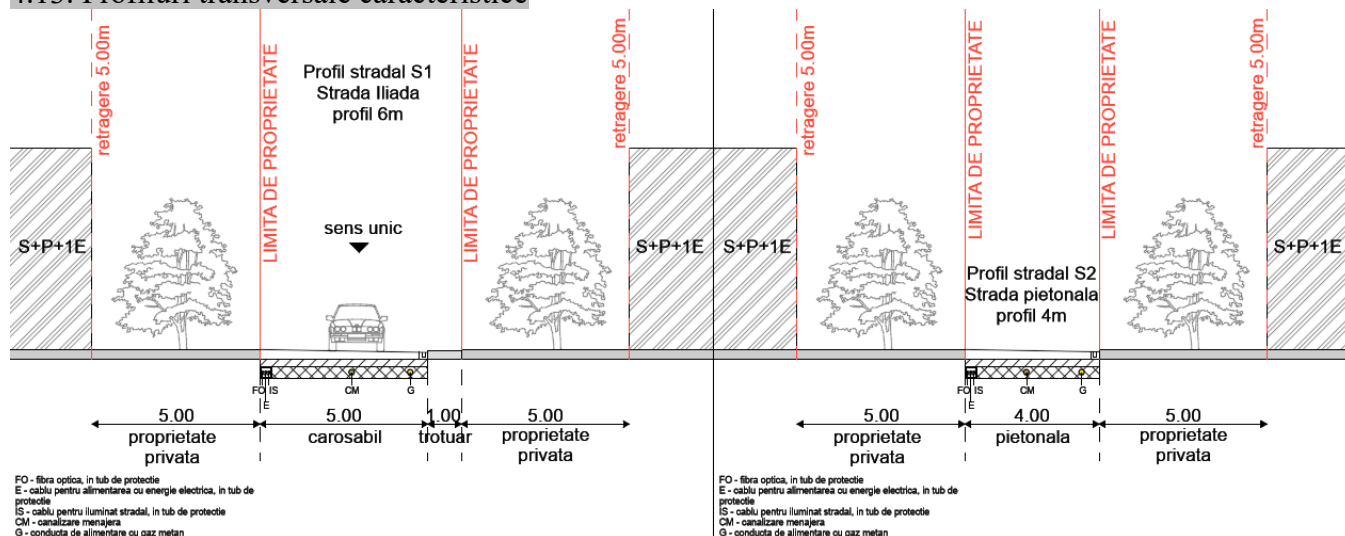 4.13. Profiluri transversale caracteristice
retragere 5.00m
LIMITA DE PROPRIETATE
Profil stradal S1
Strada Iliada
profil 6m
LIMITA DE PROPRIETATE
retragere 5.00m
S+P+1E
sens unic
S+P+1E
FO IS
E
CM
G
5.00
proprietate
privata
5.00
carosabil
1.00
trotuar
5.00
proprietate
privata
FO - fibra optica, in tub de protectie
E - cablu pentru alimentarea cu energie electrica, in tub de
protectie
IS - cablu pentru iluminat stradal, in tub de protectie
CM - canalizare menajera
G - conducta de alimentare cu gaz metan
retragere 5.00m
LIMITA DE PROPRIETATE
LIMITA DE PROPRIETATE
retragere 5.00m
S+P+1E
Profil stradal S2
Strada pietonala
profil 4m
S+P+1E
FO IS
E
CM
G
5.00
proprietate
privata
4.00
pietonala
5.00
proprietate
privata
FO - fibra optica, in tub de protectie
E - cablu pentru alimentarea cu energie electrica, in tub de
protectie
IS - cablu pentru iluminat stradal, in tub de protectie
CM - canalizare menajera
G - conducta de alimentare cu gaz metan